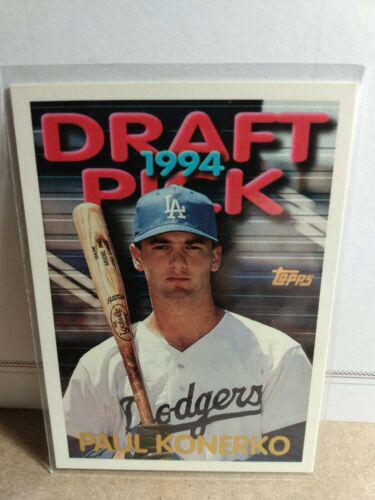 DRAFT
1994
PICK
LA
Topps
Dodgers
PAUL KONERKO